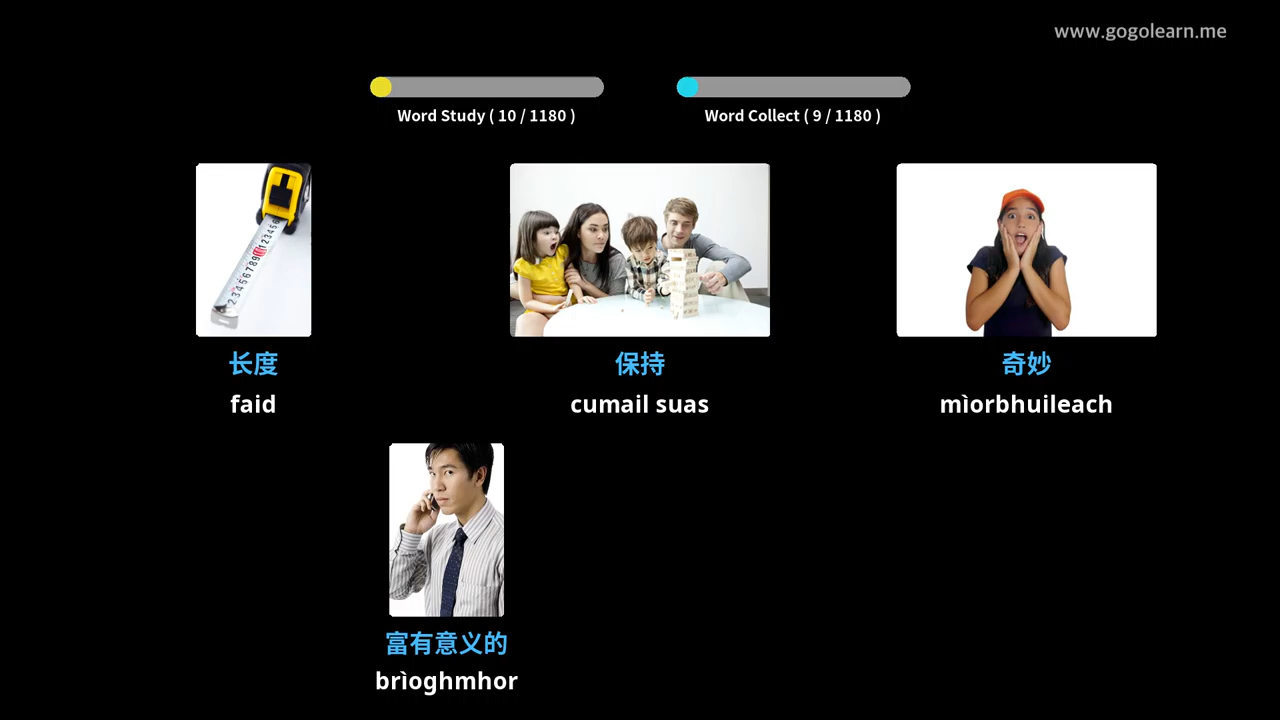 www.gogolearn.me
Word Study ( 10 / 1180 )
Word Collect ( 9 / 1180 )
长度
faid
保持
cumail suas
奇妙
mìorbhuileach
富有意义的
brìoghmhor